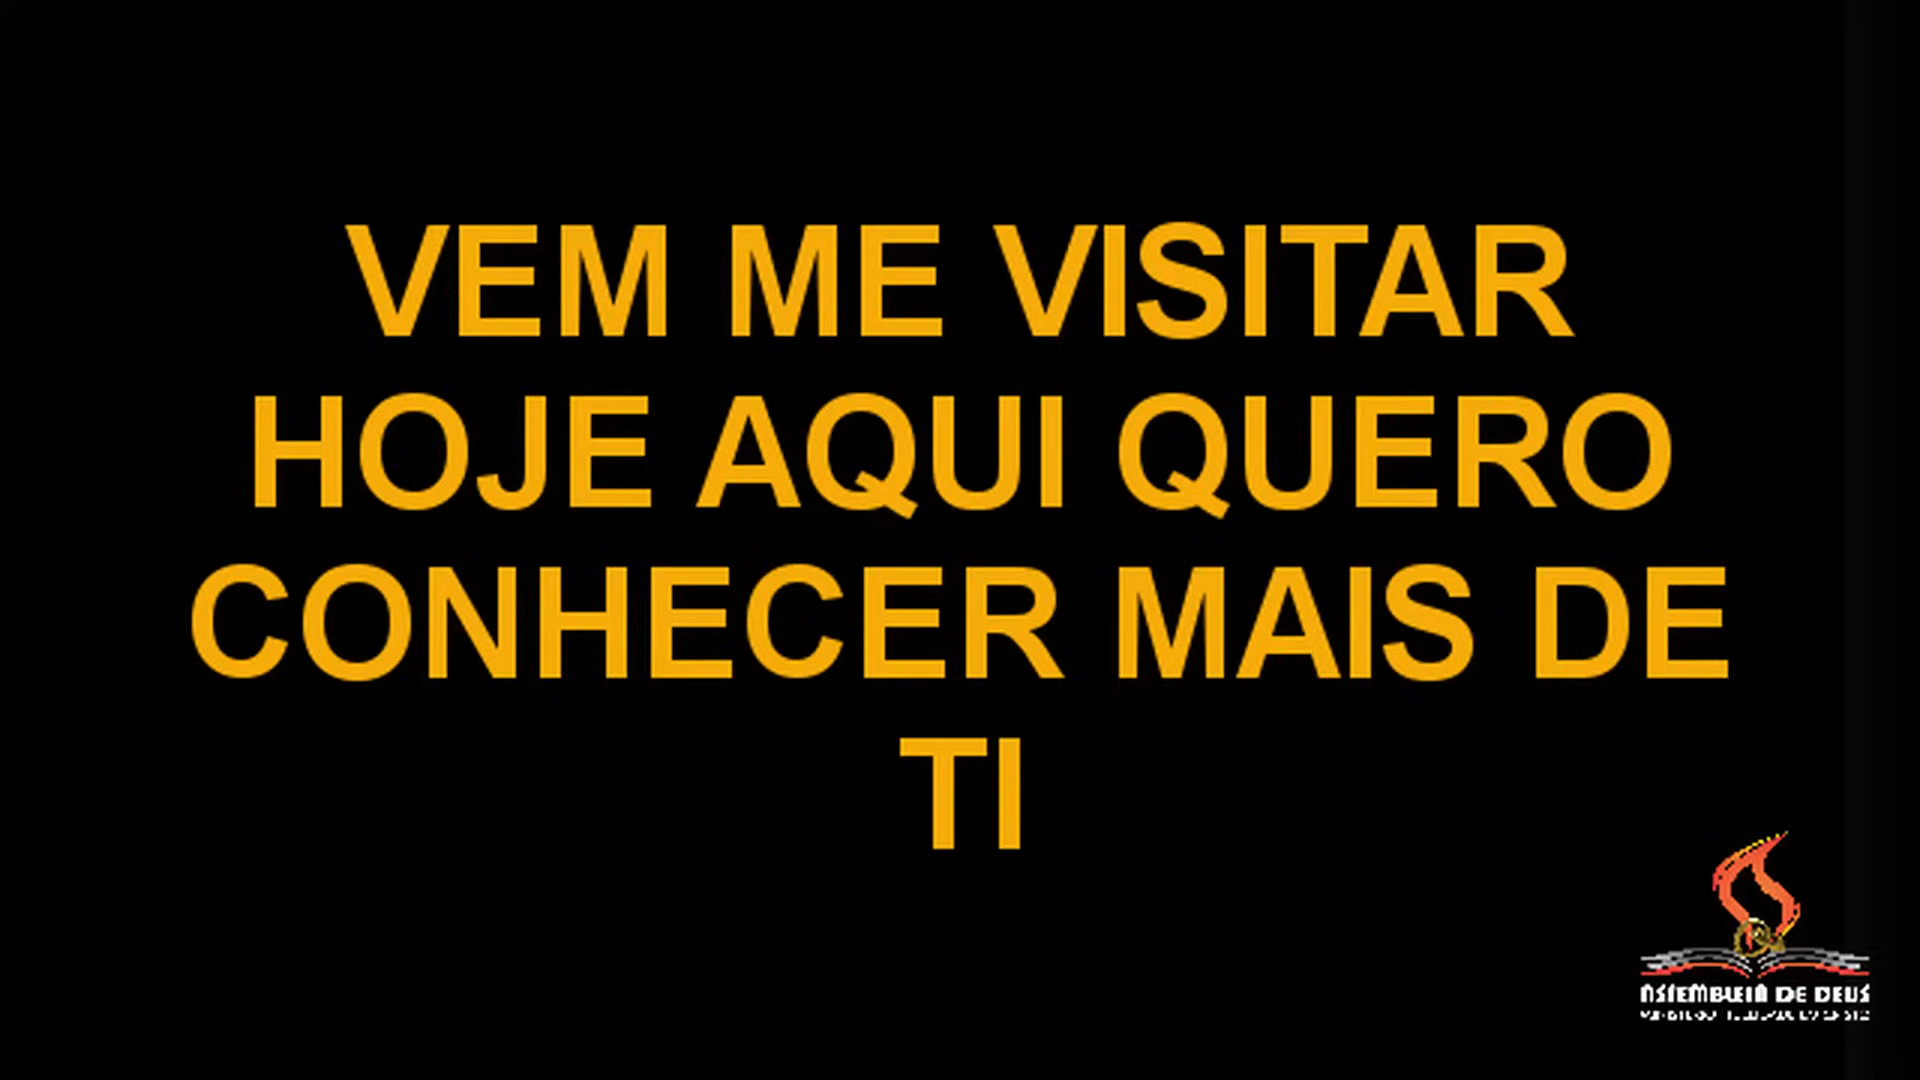 VEM ME VISITAR
HOJE AQUI QUERO
CONHECER MAIS DE
TI
ASSEMBLEIA DE DEUS